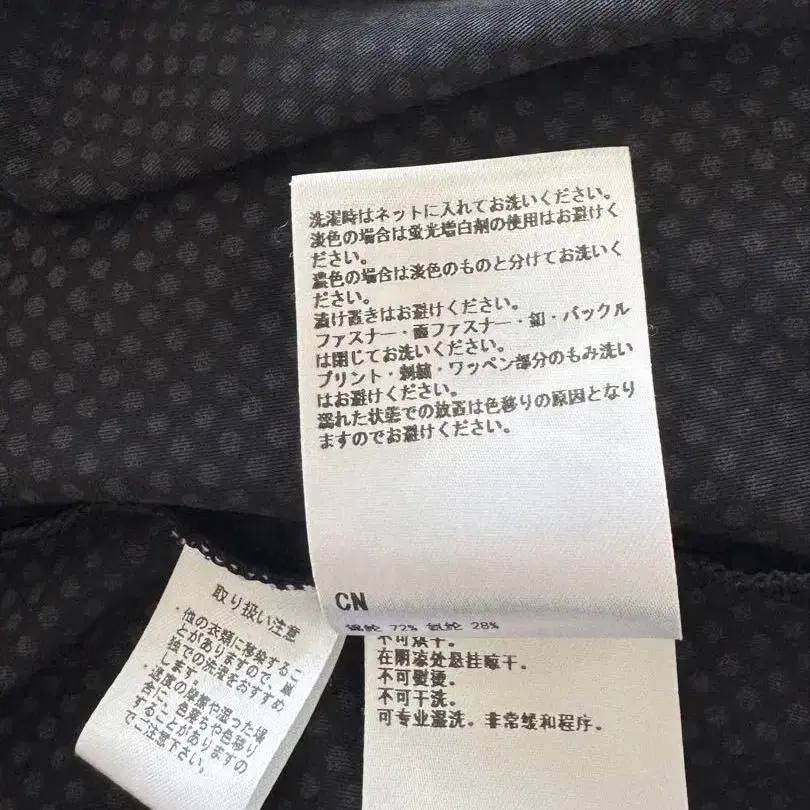 洗濯時はネットに入れてお洗いください。
淡色の場合は蛍光増白剤の使用はお避けく
ださい。
濃色の場合は淡色のものと分けてお洗いく
ださい。
漬け置きはお避けください。
ファスナー・面ファスナー・釦・バックル
は閉じてお洗いください。
プリント・刺繍・ワッペン部分のもみ洗い
はお避けください。
濡れた状態での放置は色移りの原因となり
ますのでお避けください。
CN
锦纶 72% 氨纶 28%
不可烘干。
在阴凉处悬挂晾干。
不可熨烫。
不可干洗。
可专业湿洗。非常缓和程序。
取り扱い注意
・他の衣類に移染するこ
とがありますので、単
独での洗濯をおすすめ
します。
・過度の摩擦や湿った場
合に、色落ちや色移り
することがありますの
でご注意下さい。